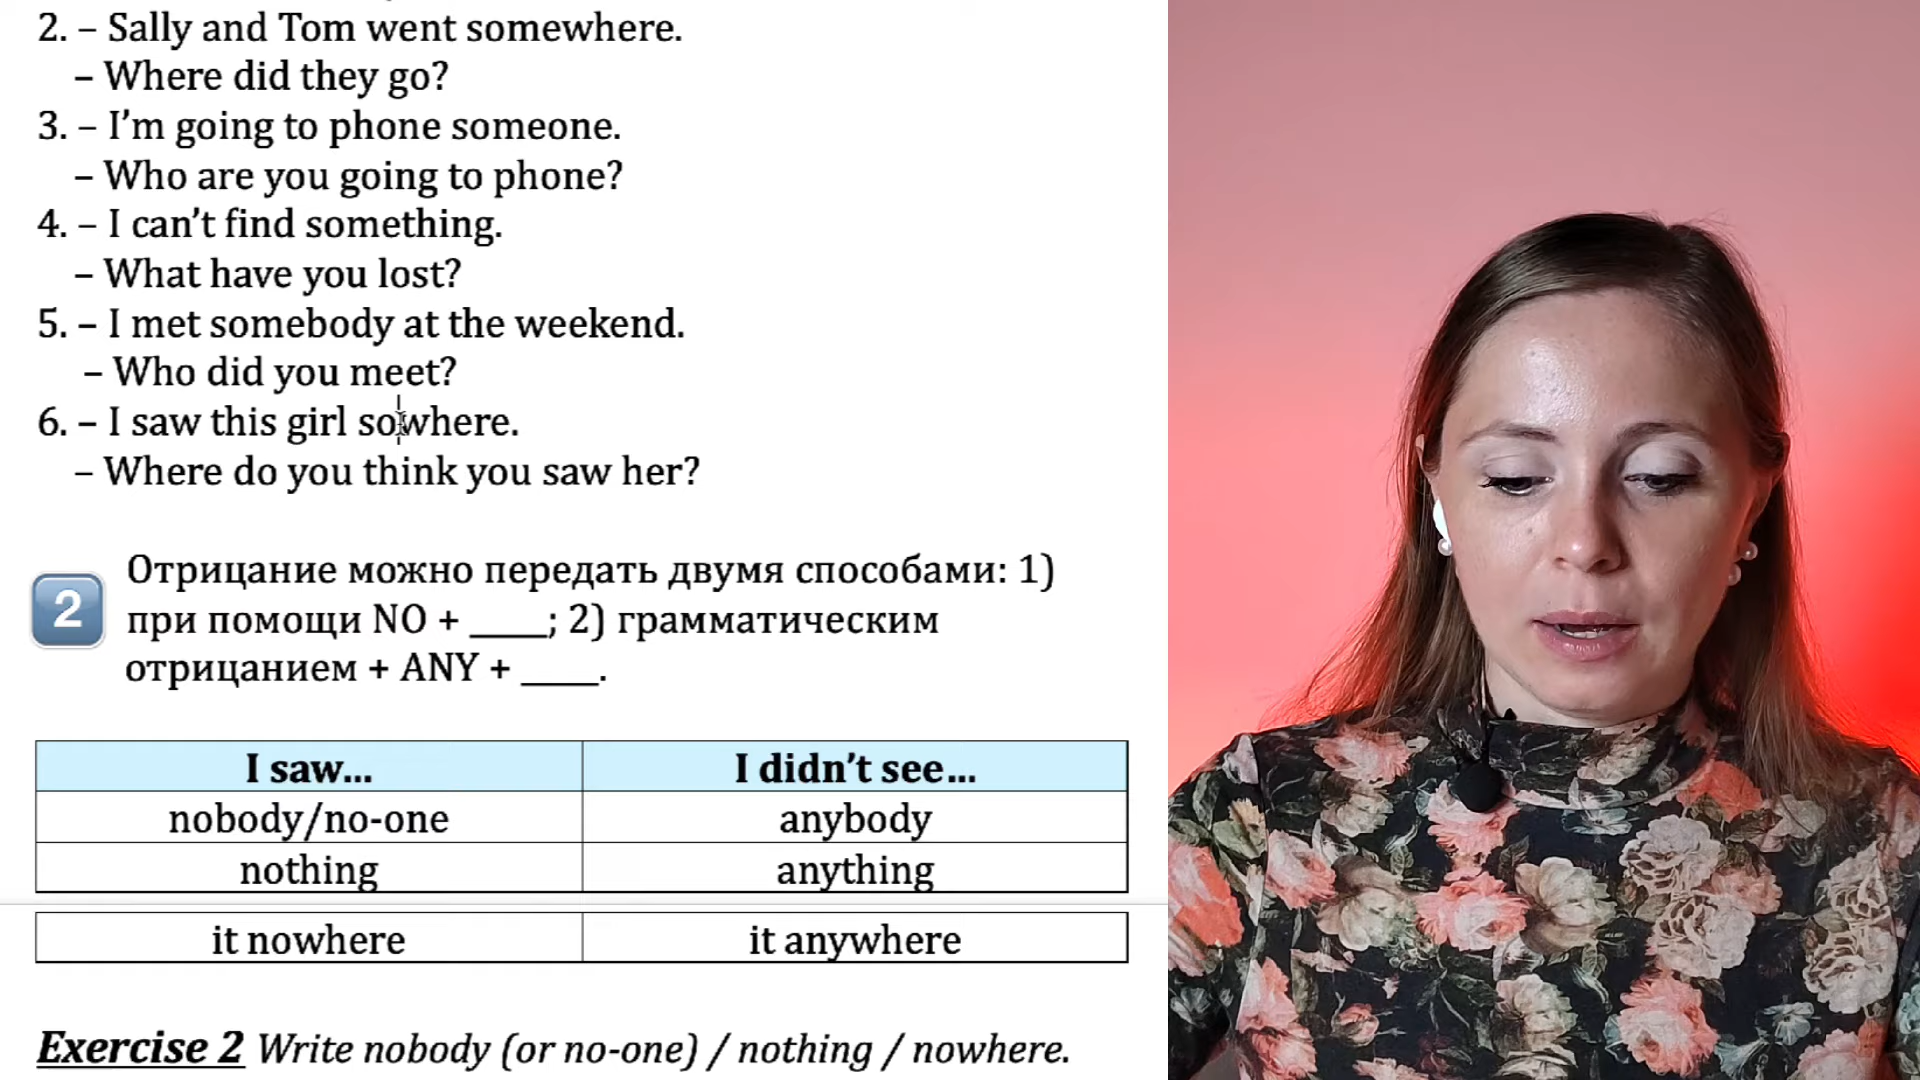 2. – Sally and Tom went somewhere.
– Where did they go?
3. – I’m going to phone someone.
– Who are you going to phone?
4. – I can’t find something.
– What have you lost?
5. – I met somebody at the weekend.
– Who did you meet?
6. – I saw this girl sowhere.
– Where do you think you saw her?
2
Отрицание можно передать двумя способами: 1)
при помощи NO + ____; 2) грамматическим
отрицанием + ANY + ____.
I saw... I didn’t see...
nobody/no-one anybody
nothing anything
it nowhere it anywhere
Exercise 2 Write nobody (or no-one) / nothing / nowhere.